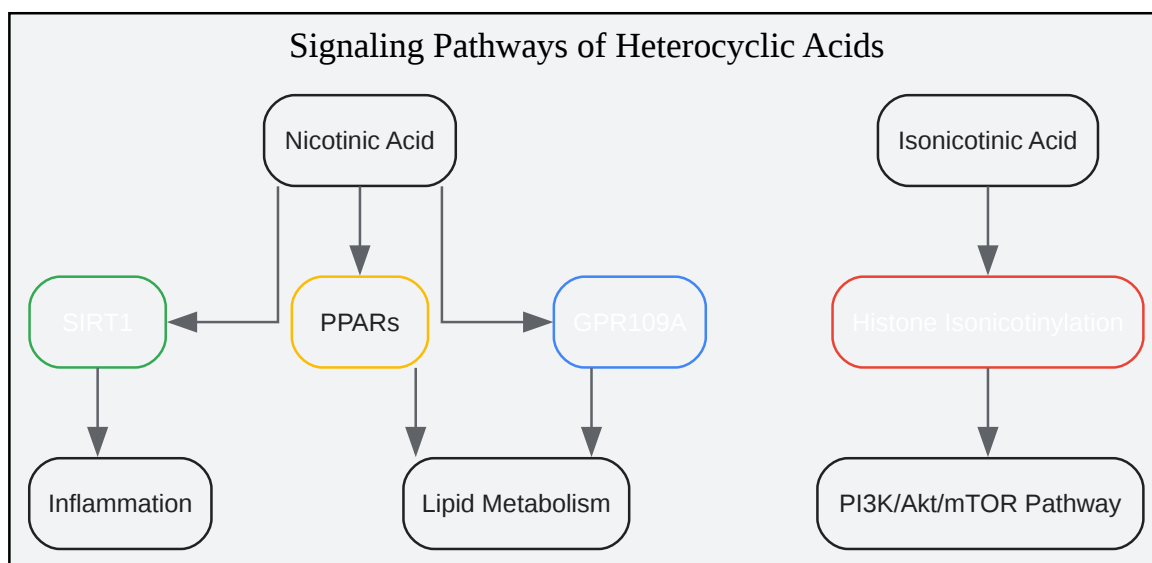 Signaling Pathways of Heterocyclic Acids
Nicotinic Acid
Isonicotinic Acid
SIRT1
PPARs
GPR109A
Histone Isonicotinylation
Inflammation
Lipid Metabolism
PI3K/Akt/mTOR Pathway